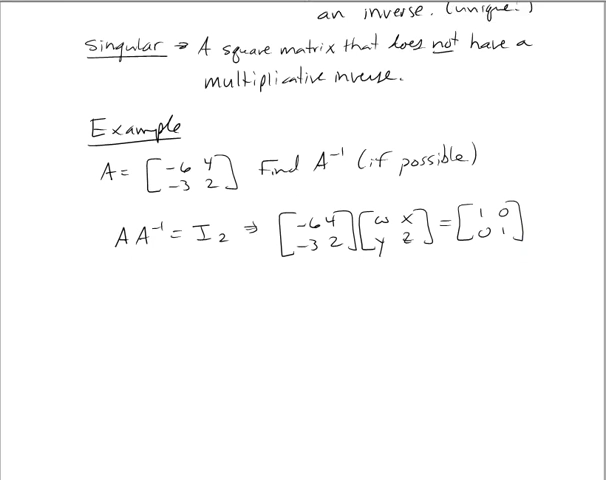 an inverse. (unique!)
Singular → A square matrix that does not have a
multiplicative inverse.
Example
A = [-6 4
-3 2] Find A⁻¹ (if possible)
A A⁻¹ = I₂ ⇒ [-6 4
-3 2] [w x
y z] = [1 0
0 1]